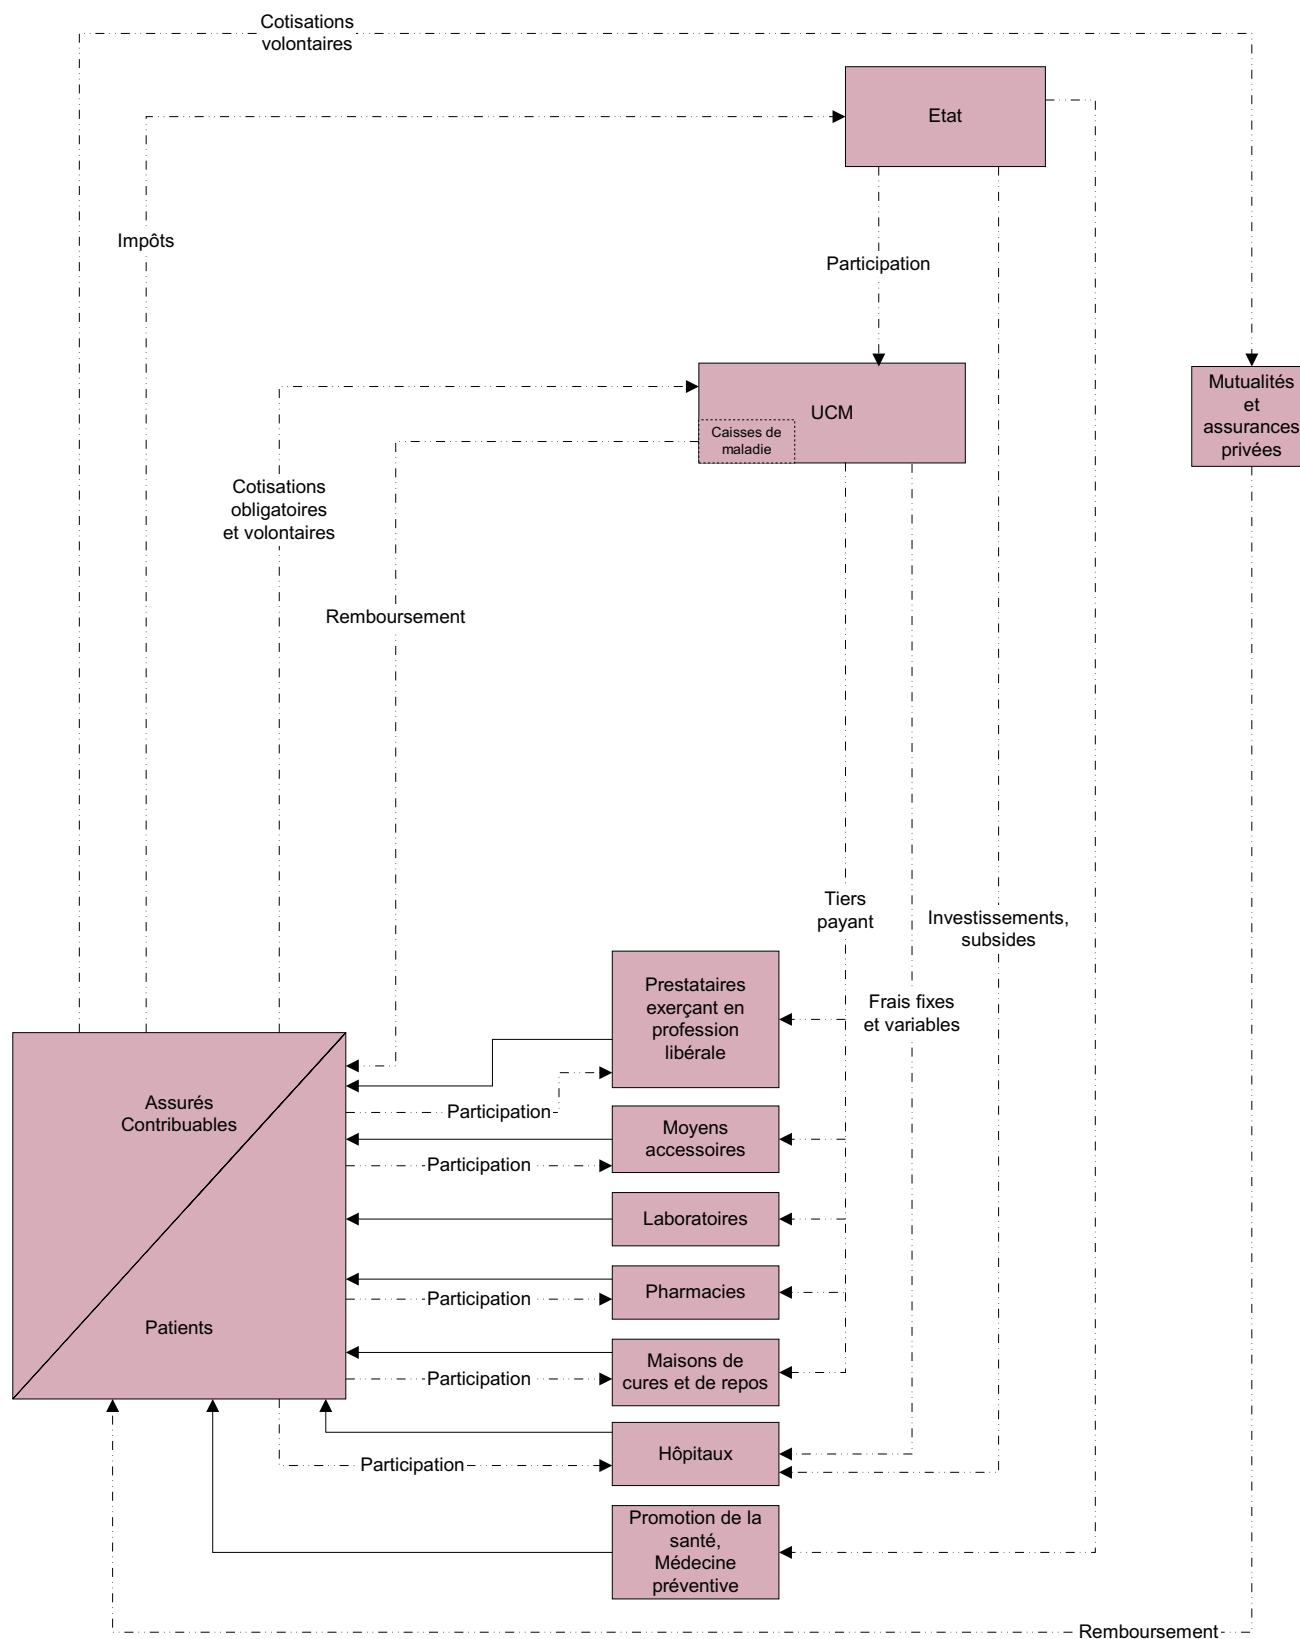 Cotisations
volontaires
Etat
Impôts
Participation
UCM
Caisses de
maladie
Mutualités
et
assurances
privées
Cotisations
obligatoires
et volontaires
Remboursement
Tiers
payant
Investissements,
subsides
Frais fixes
et variables
Prestataires
exerçant en
profession
libérale
Assurés
Contribuables
Participation
Moyens
accessoires
Participation
Laboratoires
Pharmacies
Participation
Patients
Maisons de
cures et de repos
Participation
Hôpitaux
Participation
Promotion de la
santé,
Médecine
préventive
Remboursement